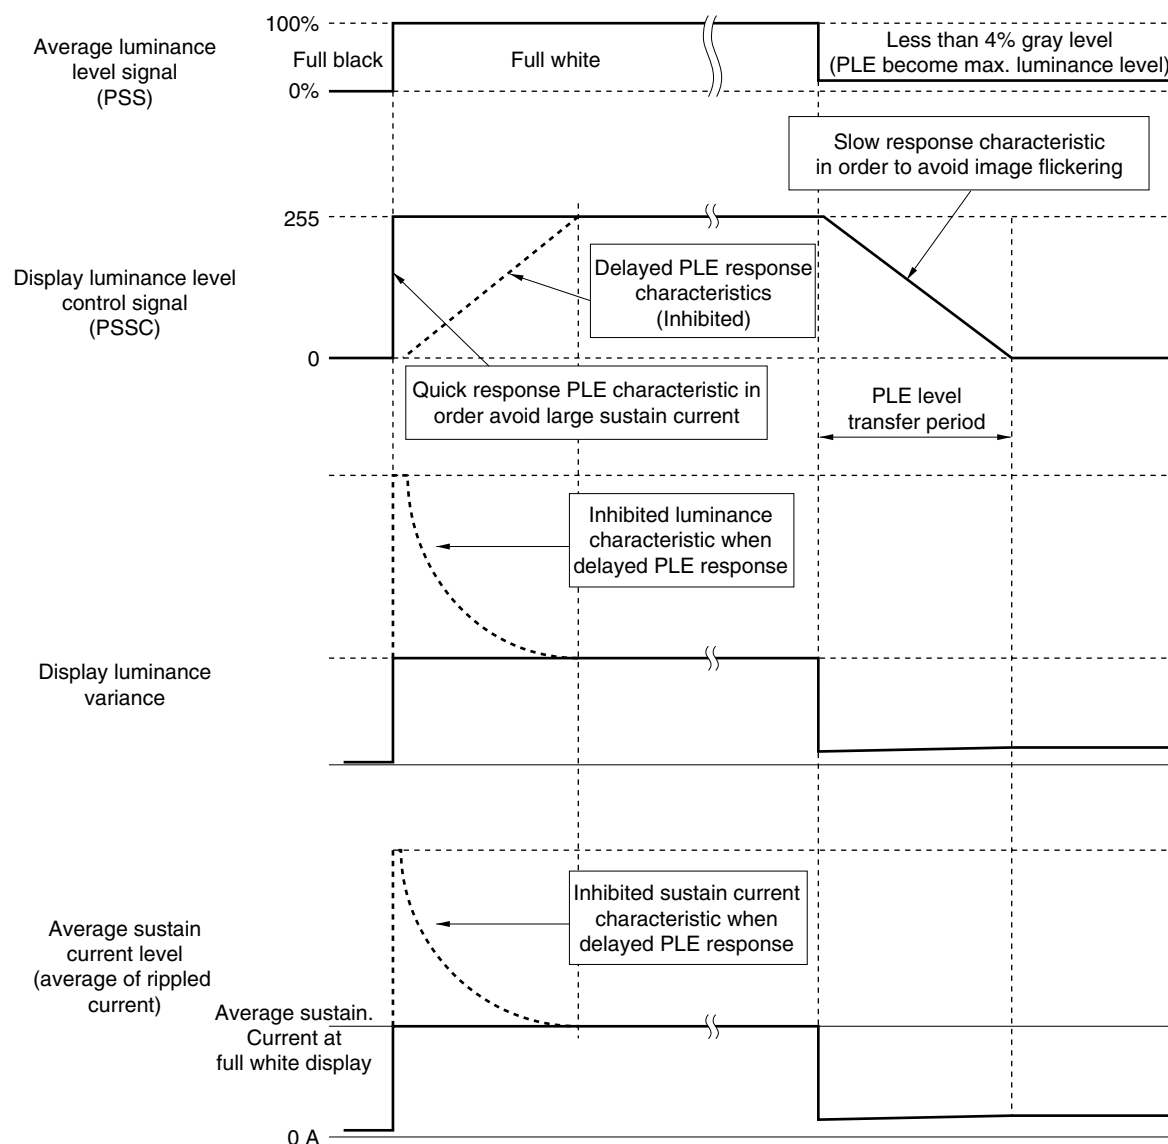 Average luminance
level signal
(PSS)
100%
0%
Full black
Full white
Less than 4% gray level
(PLE become max. luminance level)
Slow response characteristic
in order to avoid image flickering
Display luminance level
control signal
(PSSC)
255
0
Delayed PLE response
characteristics
(Inhibited)
Quick response PLE characteristic in
order avoid large sustain current
PLE level
transfer period
Inhibited luminance
characteristic when
delayed PLE response
Display luminance
variance
Inhibited sustain current
characteristic when
delayed PLE response
Average sustain
current level
(average of rippled
current)
Average sustain.
Current at
full white display
0 A